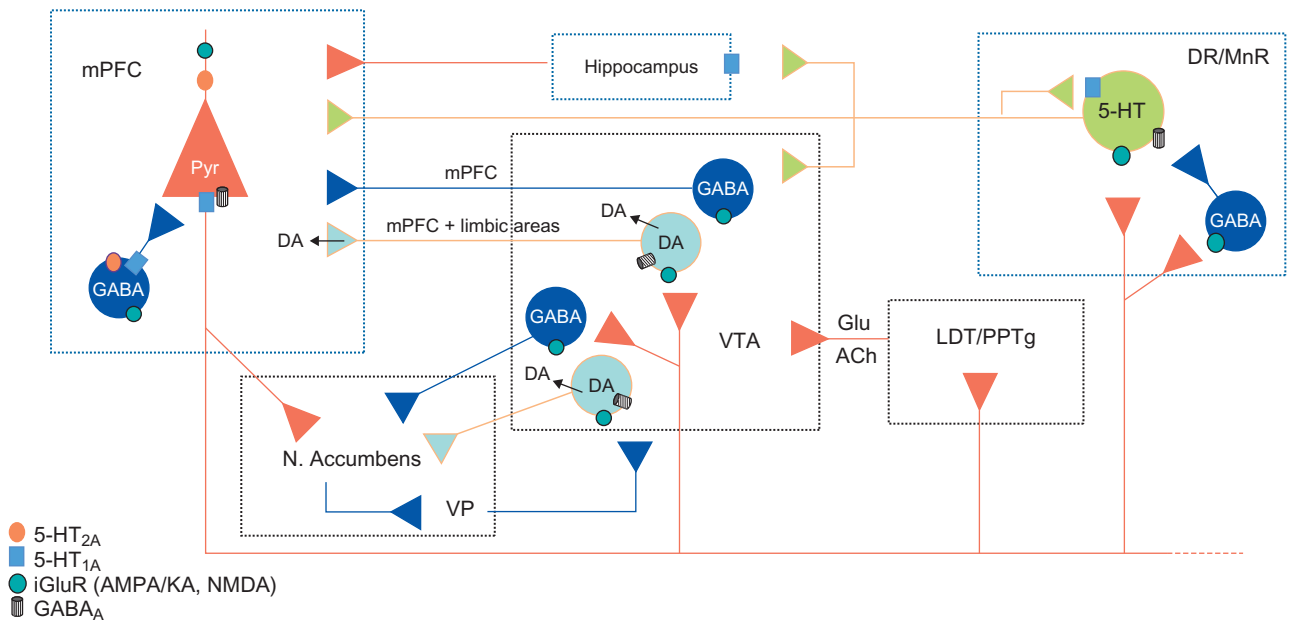 mPFC
Hippocampus
DR/MnR
5-HT
Pyr
mPFC
GABA
GABA
DA
mPFC + limbic areas
DA
DA
GABA
GABA
VTA
Glu
ACh
LDT/PPTg
DA
DA
N. Accumbens
VP
5-HT2A
5-HT1A
iGluR (AMPA/KA, NMDA)
GABAA